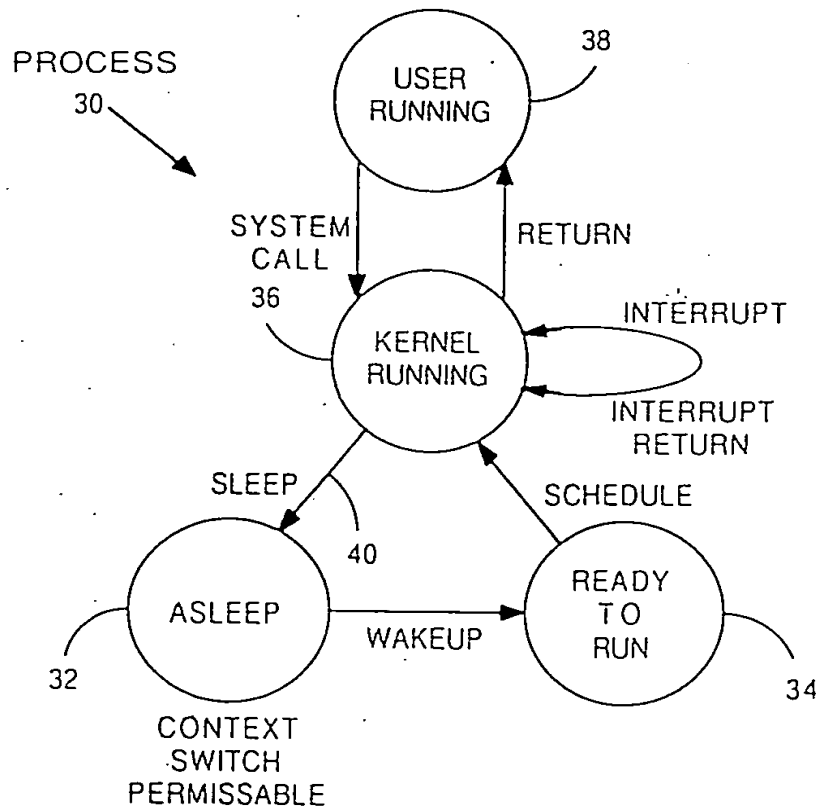 PROCESS
30
USER
RUNNING
38
SYSTEM
CALL
RETURN
36
KERNEL
RUNNING
INTERRUPT
INTERRUPT
RETURN
SLEEP
40
SCHEDULE
ASLEEP
32
WAKEUP
READY
TO
RUN
34
CONTEXT
SWITCH
PERMISSABLE